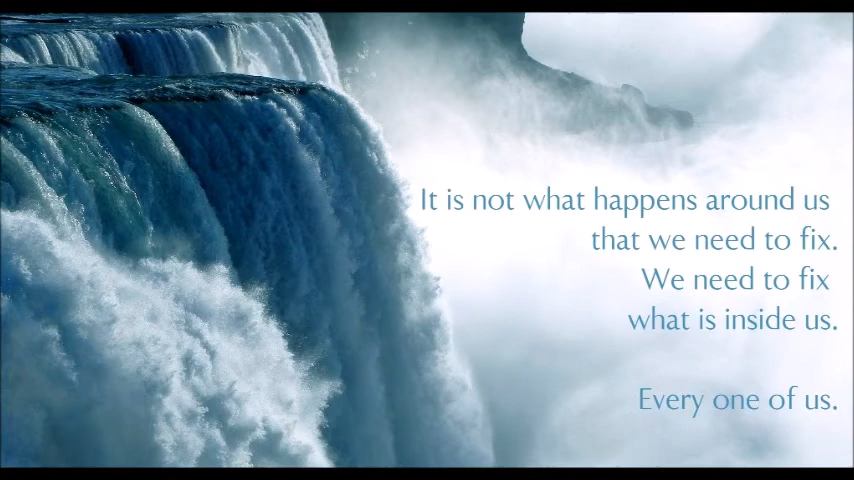 It is not what happens around us
that we need to fix.
We need to fix
what is inside us.
Every one of us.